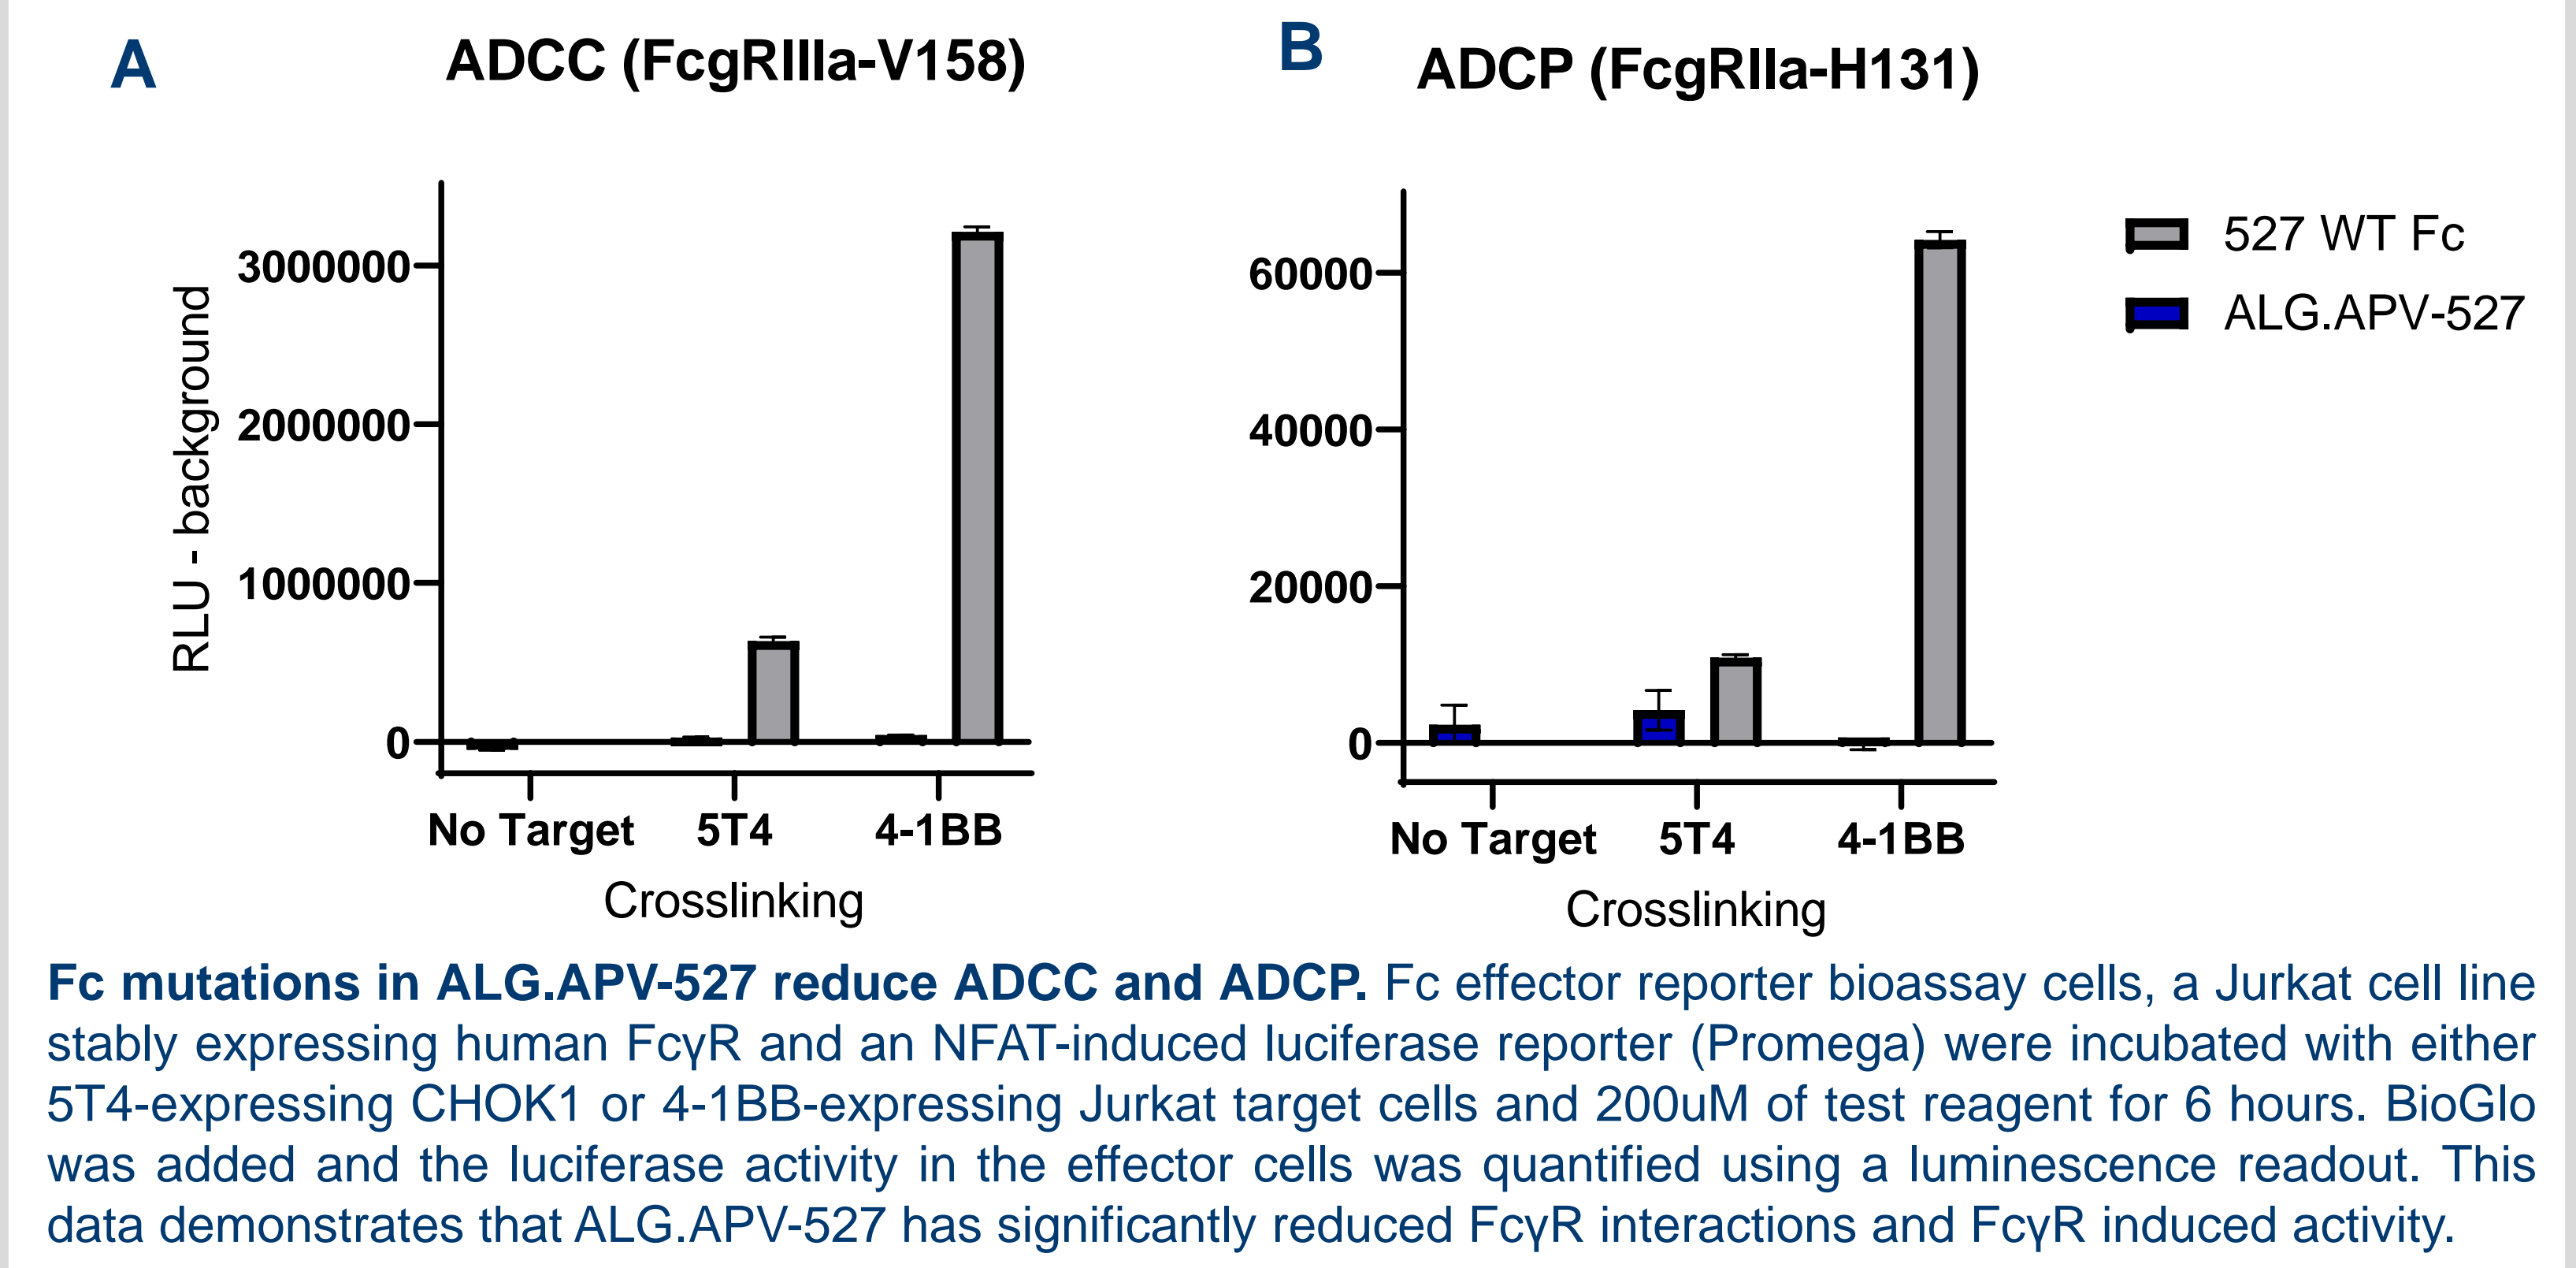 A
ADCC (FcgRIIIa-V158)
RLU - background
3000000
2000000
1000000
0
No Target 5T4 4-1BB
Crosslinking
B
ADCP (FcgRIIa-H131)
60000
40000
20000
0
No Target 5T4 4-1BB
Crosslinking
527 WT Fc
ALG.APV-527
Fc mutations in ALG.APV-527 reduce ADCC and ADCP. Fc effector reporter bioassay cells, a Jurkat cell line
stably expressing human FcγR and an NFAT-induced luciferase reporter (Promega) were incubated with either
5T4-expressing CHOK1 or 4-1BB-expressing Jurkat target cells and 200uM of test reagent for 6 hours. BioGlo
was added and the luciferase activity in the effector cells was quantified using a luminescence readout. This
data demonstrates that ALG.APV-527 has significantly reduced FcγR interactions and FcγR induced activity.